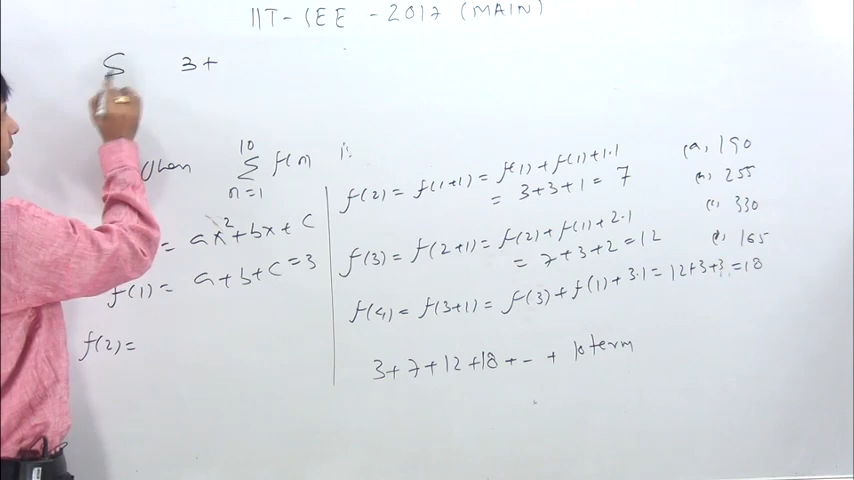 IIT-JEE - 2017 (MAIN)
S 3+
then 10 ∑ n=1 f(n) is
(a) 190
(b) 255
(c) 330
(d) 165
= ax²+bx+c
f(1) = a+b+c=3
f(2)=
f(2) = f(1+1) = f(1)+f(1)+1.1
= 3+3+1 = 7
f(3) = f(2+1) = f(2)+f(1)+2.1
= 7+3+2 = 12
f(4) = f(3+1) = f(3)+f(1)+3.1 = 12+3+3 = 18
3+7+12+18+-- + 10 term